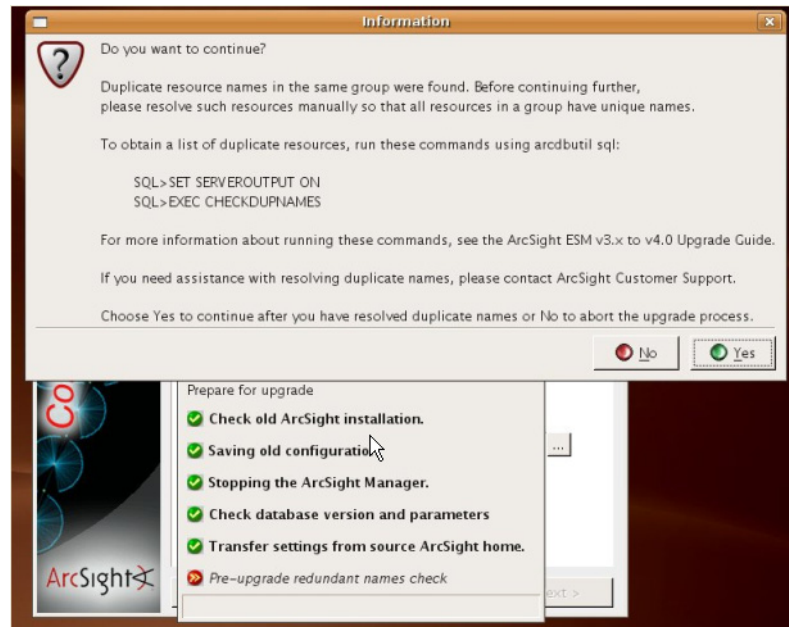 Information
Do you want to continue?
Duplicate resource names in the same group were found. Before continuing further,
please resolve such resources manually so that all resources in a group have unique names.
To obtain a list of duplicate resources, run these commands using arcdbutil sql:
SQL>SET SERVEROUTPUT ON
SQL>EXEC CHECKDUPNAMES
For more information about running these commands, see the ArcSight ESM v3.x to v4.0 Upgrade Guide.
If you need assistance with resolving duplicate names, please contact ArcSight Customer Support.
Choose Yes to continue after you have resolved duplicate names or No to abort the upgrade process.
No
Yes
Co
Prepare for upgrade
Check old ArcSight installation.
Saving old configuration
...
Stopping the ArcSight Manager.
Check database version and parameters
Transfer settings from source ArcSight home.
Pre-upgrade redundant names check
ArcSight
ext >